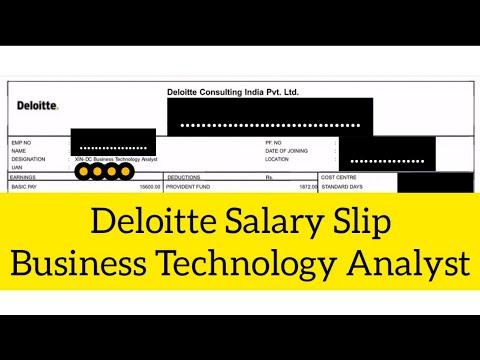 Deloitte Consulting India Pvt. Ltd.
Deloitte.
EMP NO : PF. NO :
NAME : DATE OF JOINING :
DESIGNATION : XIN-DC Business Technology Analyst LOCATION :
UAN
EARNINGS DEDUCTIONS Rs. COST CENTRE
BASIC PAY 15600.00 PROVIDENT FUND 1872.00 STANDARD DAYS
Deloitte Salary Slip
Business Technology Analyst